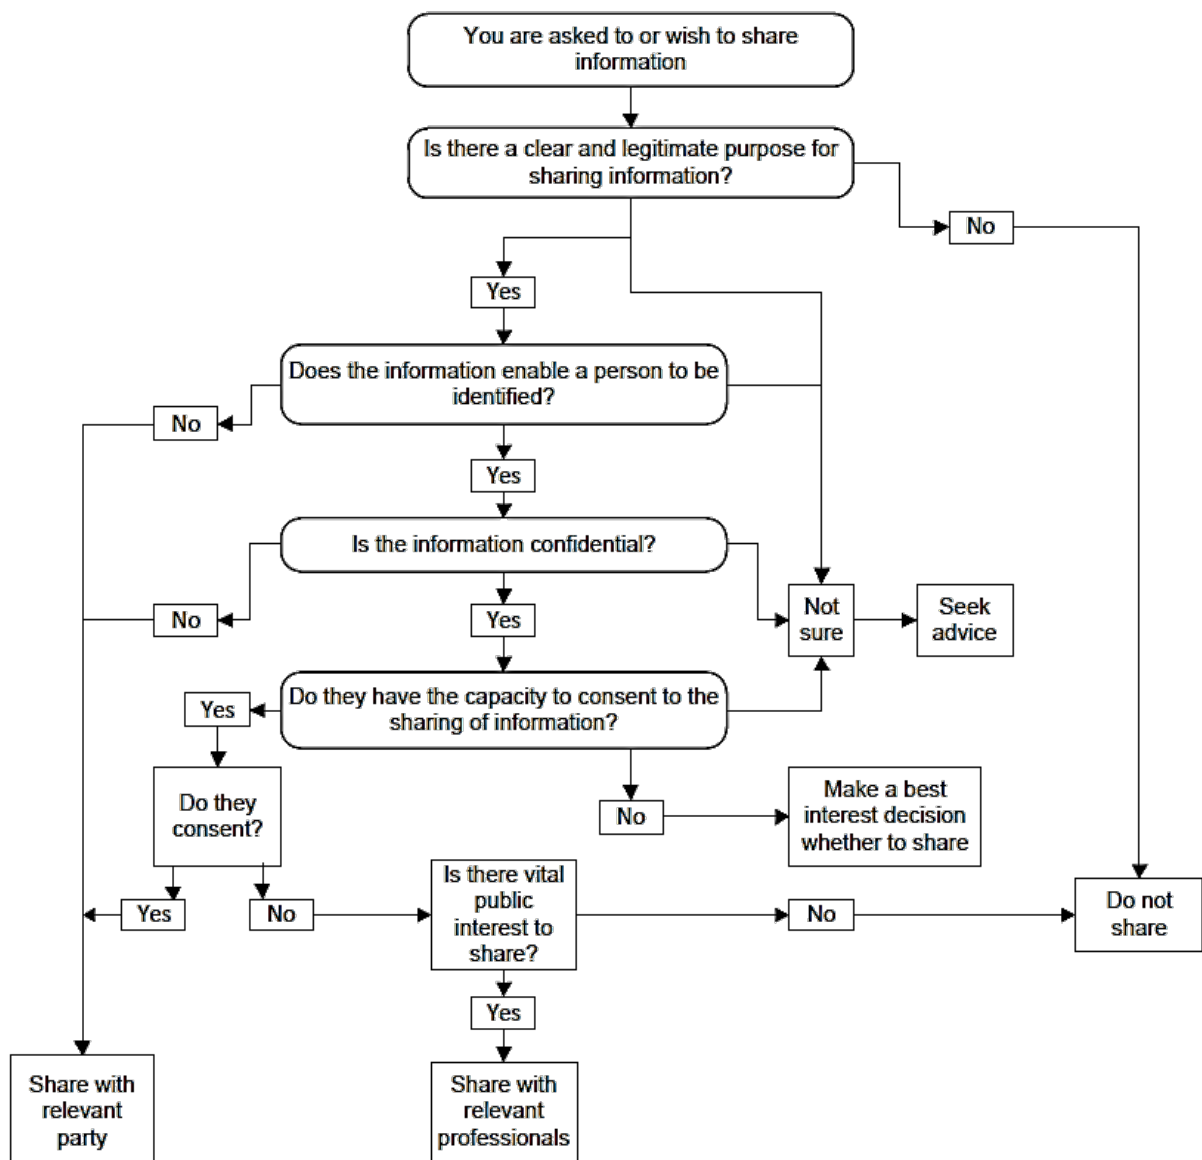 You are asked to or wish to share
information
Is there a clear and legitimate purpose for
sharing information?
No
Yes
Does the information enable a person to be
identified?
No
Yes
Is the information confidential?
No
Yes
Not
sure
Seek
advice
Do they have the capacity to consent to the
sharing of information?
Yes
No
Make a best
interest decision
whether to share
Do they
consent?
Yes
No
Is there vital
public
interest to
share?
No
Do not
share
Yes
Share with
relevant
party
Share with
relevant
professionals